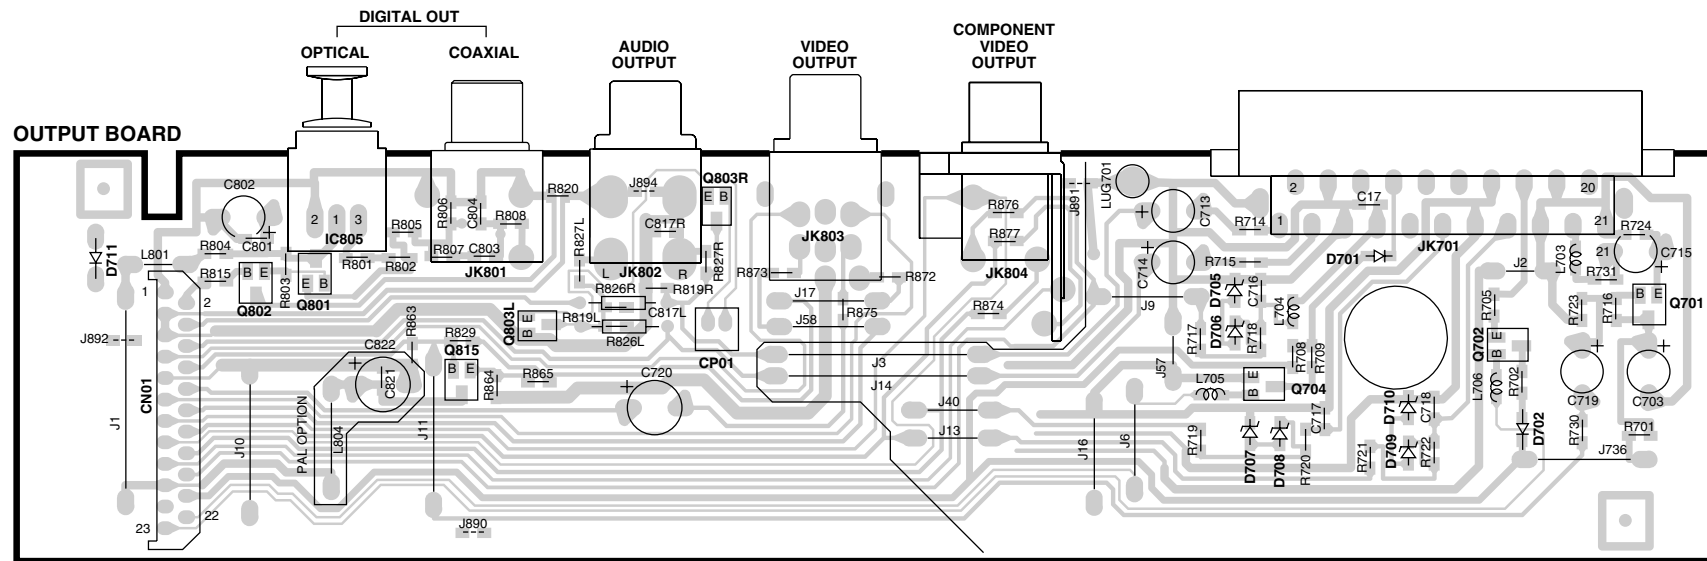 DIGITAL OUT
OPTICAL
COAXIAL
AUDIO
OUTPUT
VIDEO
OUTPUT
COMPONENT
VIDEO
OUTPUT
OUTPUT BOARD
C802
2 1 3
IC805
C801
D711
L801
R804
R815
B E
Q802
R803
E B
Q801
R801
R802
R805
R806
C804
R808
R807
C803
JK801
R820
J894
Q803R
E B
C817R
R827L
R827R
L
JK802
R
R826R
R819R
R819L
C817L
R826L
Q803L
E
B
CP01
JK803
R873
R872
J17
J58
R875
R876
R877
JK804
R874
J891
LUG701
C713
C714
R714
R715
2
20
1
21
C17
JK701
D701
R724
L703
21
C715
J2
R731
B E
Q701
R705
R723
R716
D705
C716
D706
R718
L704
R717
J9
J57
R708
R709
L705
E
B
Q704
Q702
E
B
L706
R702
D702
C719
C703
R730
R701
J736
D710
C718
D709
R722
R721
C717
R719
D707
D708
R720
J3
J14
J40
J13
J16
J6
C720
R863
R829
Q815
B E
R864
R865
C822
C821
PAL OPTION
L804
J11
J10
J1
J892
CN01
1
2
22
23
J890